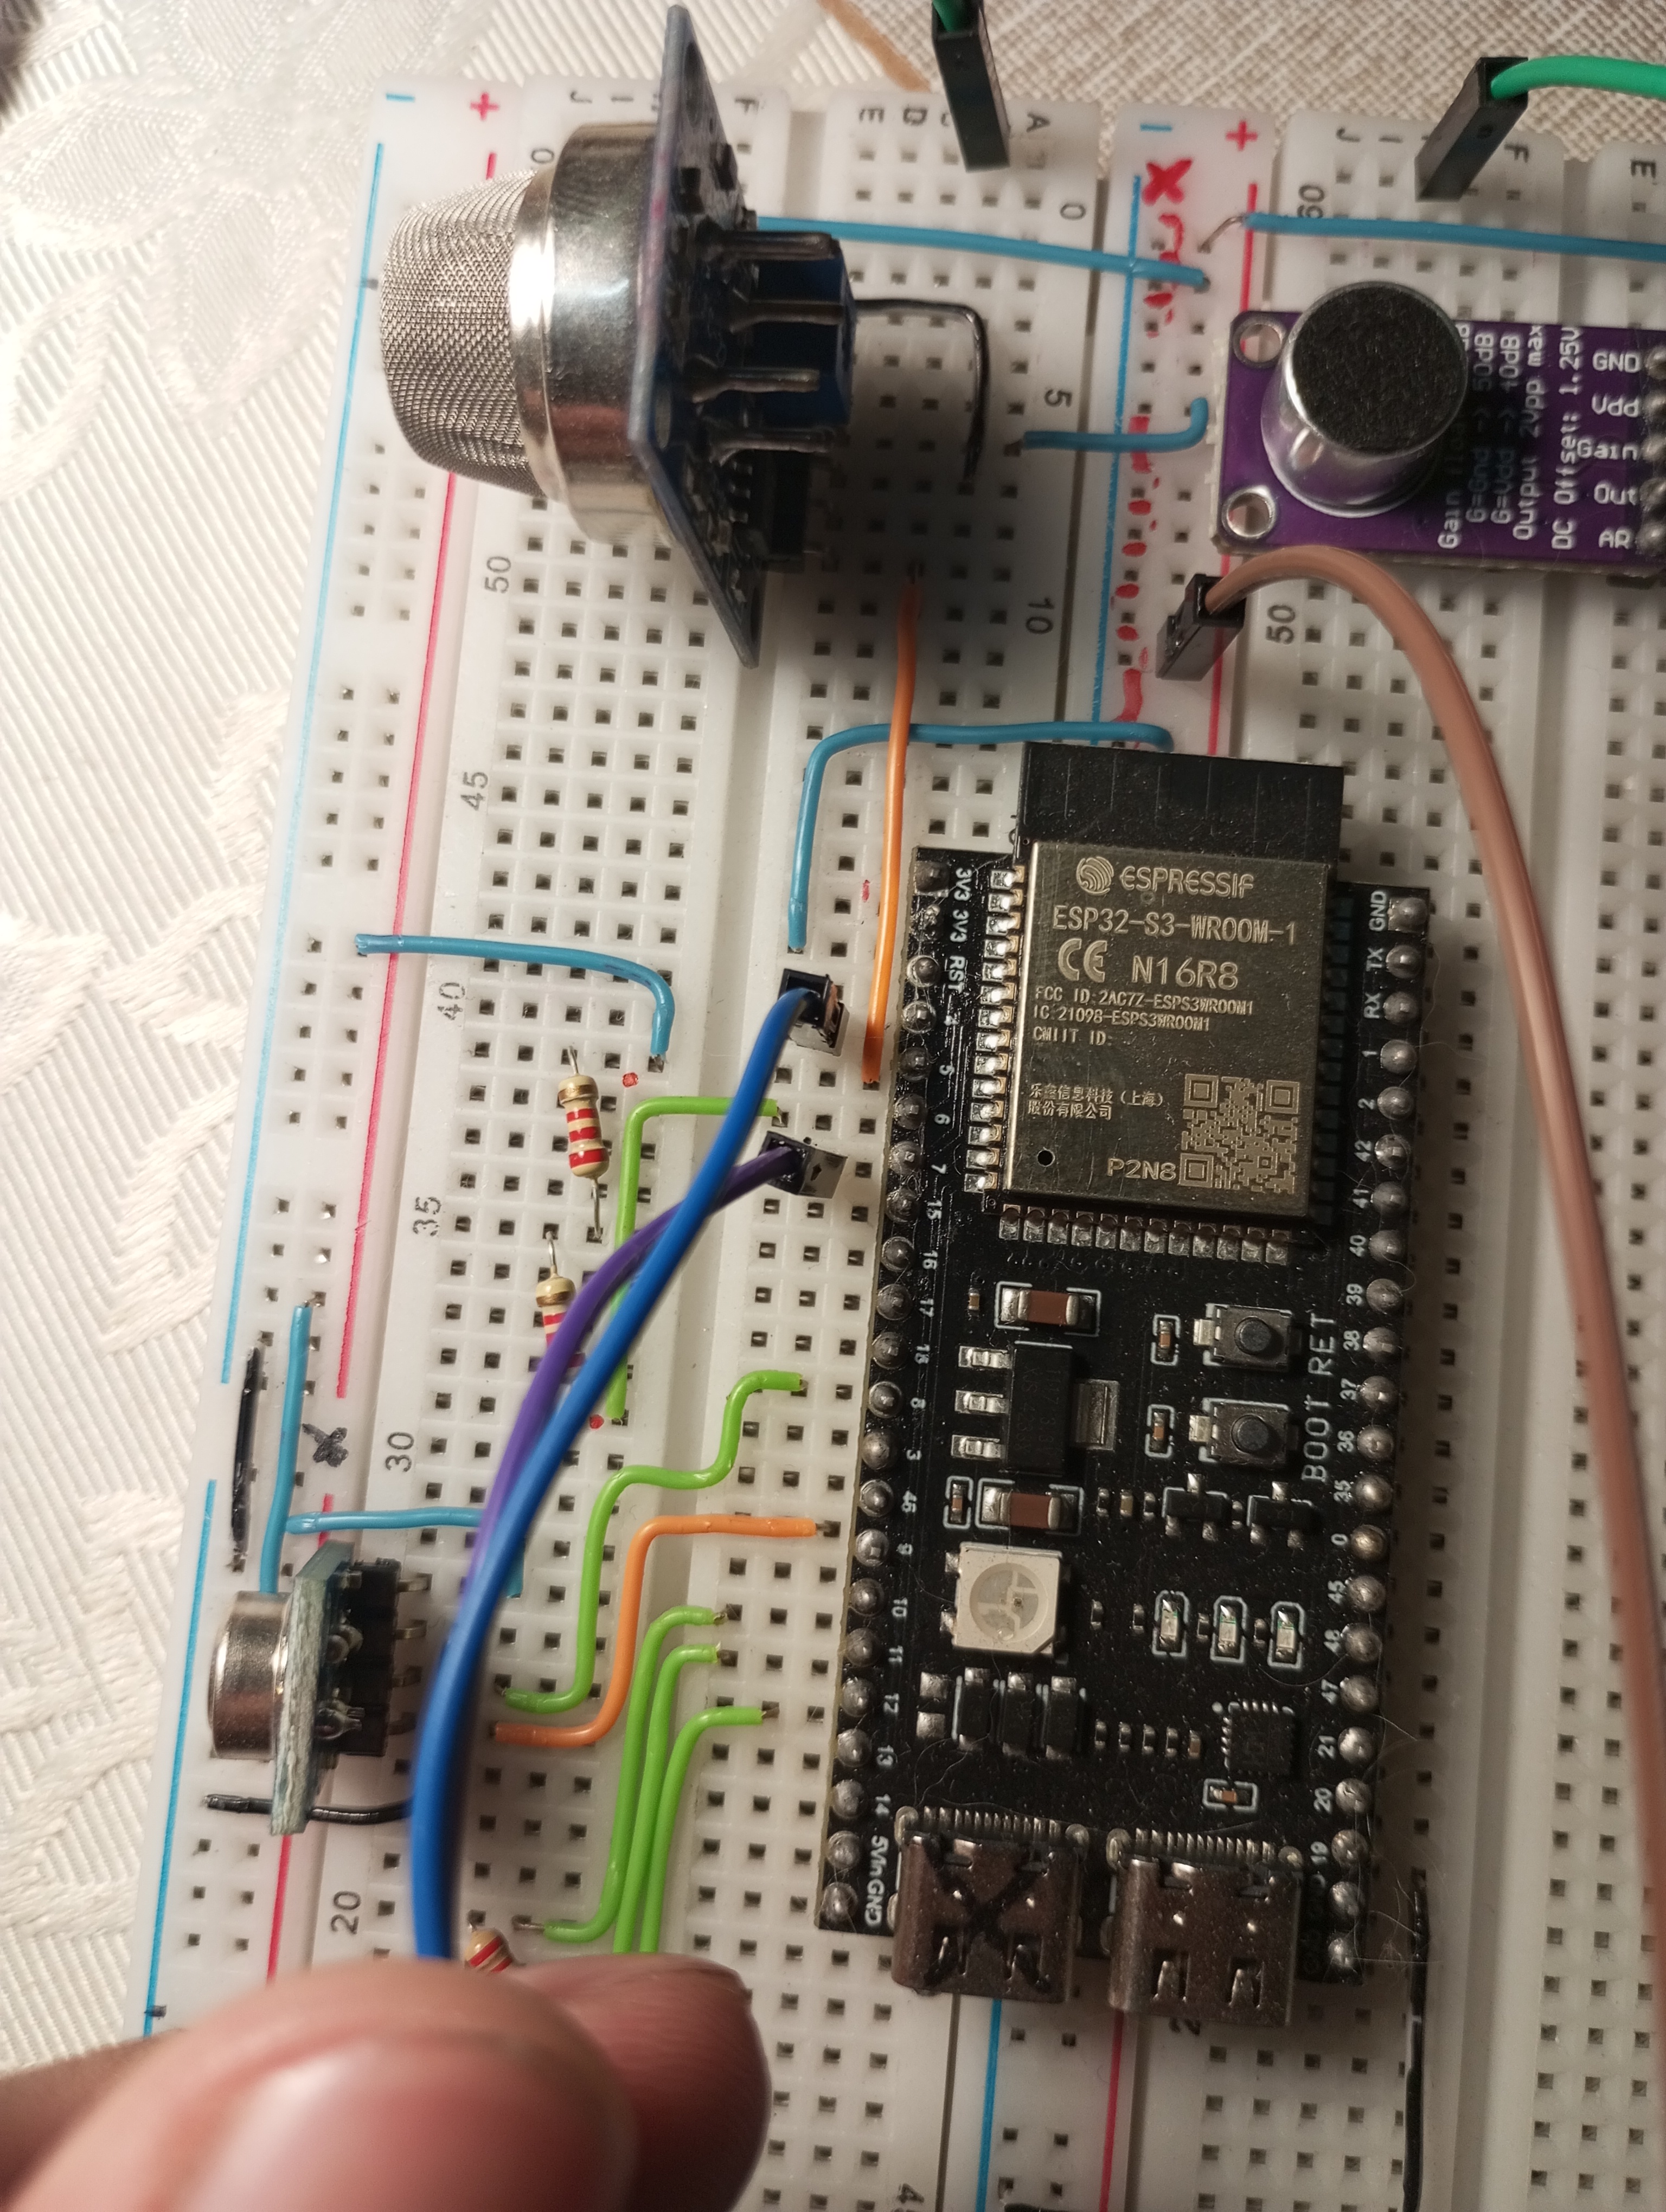 − + J I F E D A − + J I F E
0
60
5
50
10
50
45
40
35
30
20
GND
Vdd
Gain
Out
AR
50dB
G=Gnd -> 50dB
G=Vdd -> 40dB
Output 2Vpp max
DC Offset: 1.25V
ESPRESSIF
ESP32-S3-WROOM-1
CE N16R8
FCC ID:2AC7Z-ESPS3WROOM1
IC:21098-ESPS3WROOM1
CMIIT ID:
乐鑫信息科技（上海）
股份有限公司
P2N8
3V3
3V3
RST
4
5
6
7
15
16
17
18
8
3
46
9
10
11
12
13
14
5Vin
GND
GND
TX
RX
1
2
42
41
40
39
38
37
36
35
0
45
48
47
21
20
19
BOOT RET